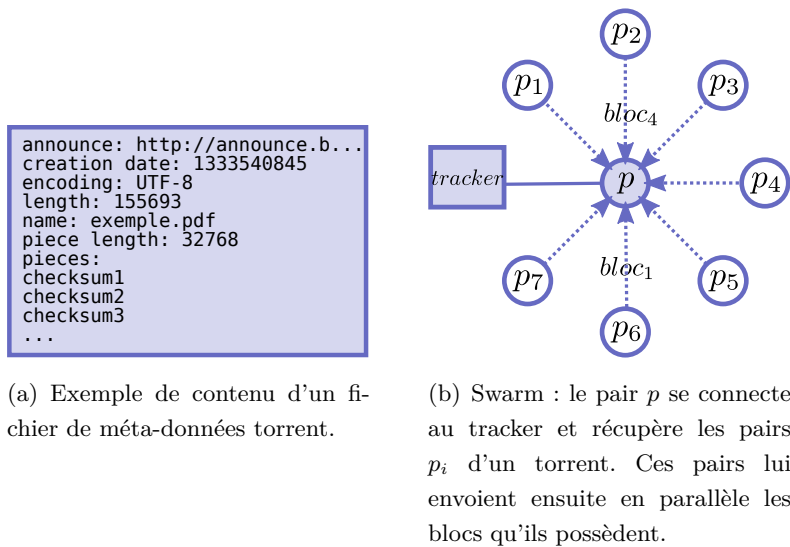 announce: http://announce.b...
creation date: 1333540845
encoding: UTF-8
length: 155693
name: exemple.pdf
piece length: 32768
pieces:
checksum1
checksum2
checksum3
...
(a) Exemple de contenu d'un fi-
chier de méta-données torrent.
p2
p1
p3
bloc4
tracker
p
p4
bloc1
p7
p5
p6
(b) Swarm : le pair p se connecte
au tracker et récupère les pairs
pi d'un torrent. Ces pairs lui
envoient ensuite en parallèle les
blocs qu'ils possèdent.